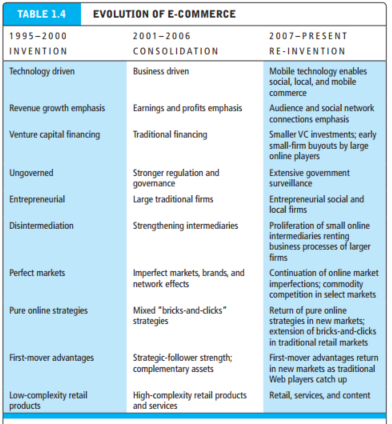 TABLE 1.4 EVOLUTION OF E-COMMERCE
1995–2000 2001–2006 2007–PRESENT
INVENTION CONSOLIDATION RE-INVENTION
Technology driven Business driven Mobile technology enables
social, local, and mobile
commerce
Revenue growth emphasis Earnings and profits emphasis Audience and social network
connections emphasis
Venture capital financing Traditional financing Smaller VC investments; early
small-firm buyouts by large
online players
Ungoverned Stronger regulation and Extensive government
governance surveillance
Entrepreneurial Large traditional firms Entrepreneurial social and
local firms
Disintermediation Strengthening intermediaries Proliferation of small online
intermediaries renting
business processes of larger
firms
Perfect markets Imperfect markets, brands, and Continuation of online market
network effects imperfections; commodity
competition in select markets
Pure online strategies Mixed “bricks-and-clicks” Return of pure online
strategies strategies in new markets;
extension of bricks-and-clicks
in traditional retail markets
First-mover advantages Strategic-follower strength; First-mover advantages return
complementary assets in new markets as traditional
Web players catch up
Low-complexity retail High-complexity retail products Retail, services, and content
products and services